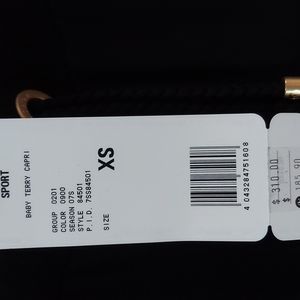 SPORT
BABY TERRY CAPRI
GROUP 0201
COLOR 0900
SEASON 07S
STYLE 84501
P.I.D. 7SS84501
SIZE
XS
4 043284 751608
$ 310.00
185.90